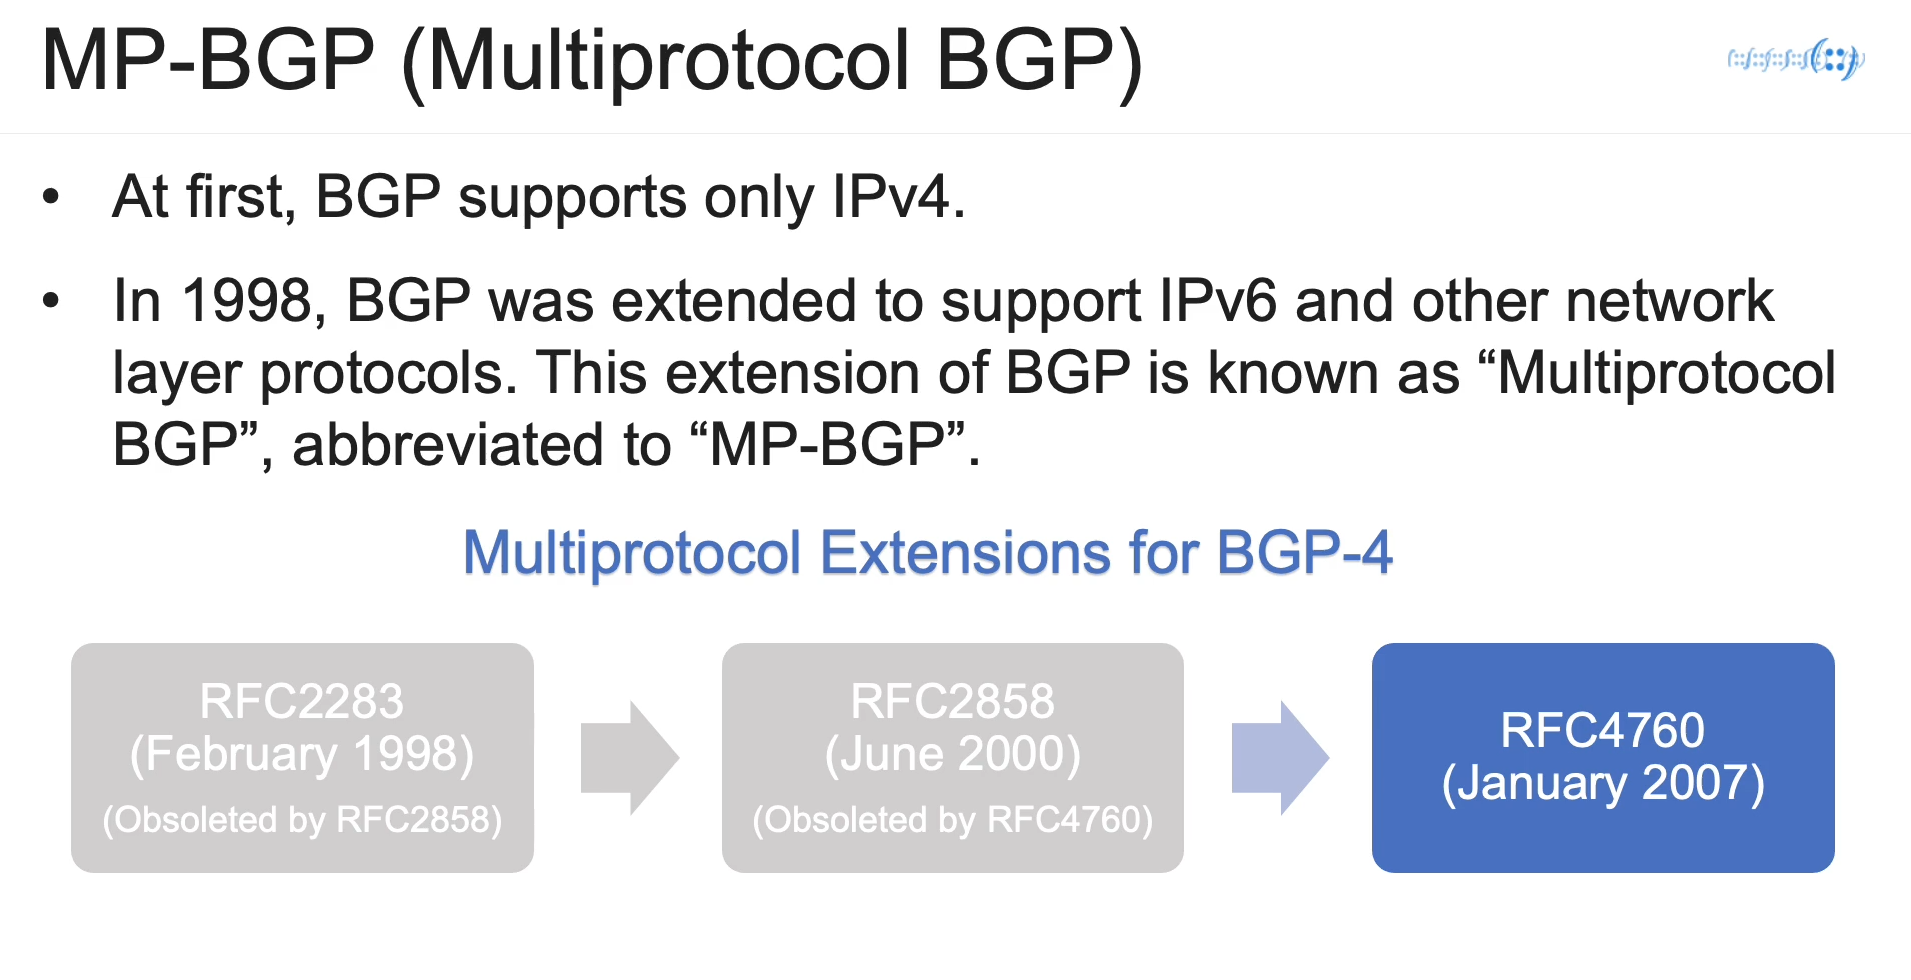 MP-BGP (Multiprotocol BGP)
• At first, BGP supports only IPv4.
• In 1998, BGP was extended to support IPv6 and other network
layer protocols. This extension of BGP is known as “Multiprotocol
BGP”, abbreviated to “MP-BGP”.
Multiprotocol Extensions for BGP-4
RFC2283
(February 1998)
(Obsoleted by RFC2858)
RFC2858
(June 2000)
(Obsoleted by RFC4760)
RFC4760
(January 2007)